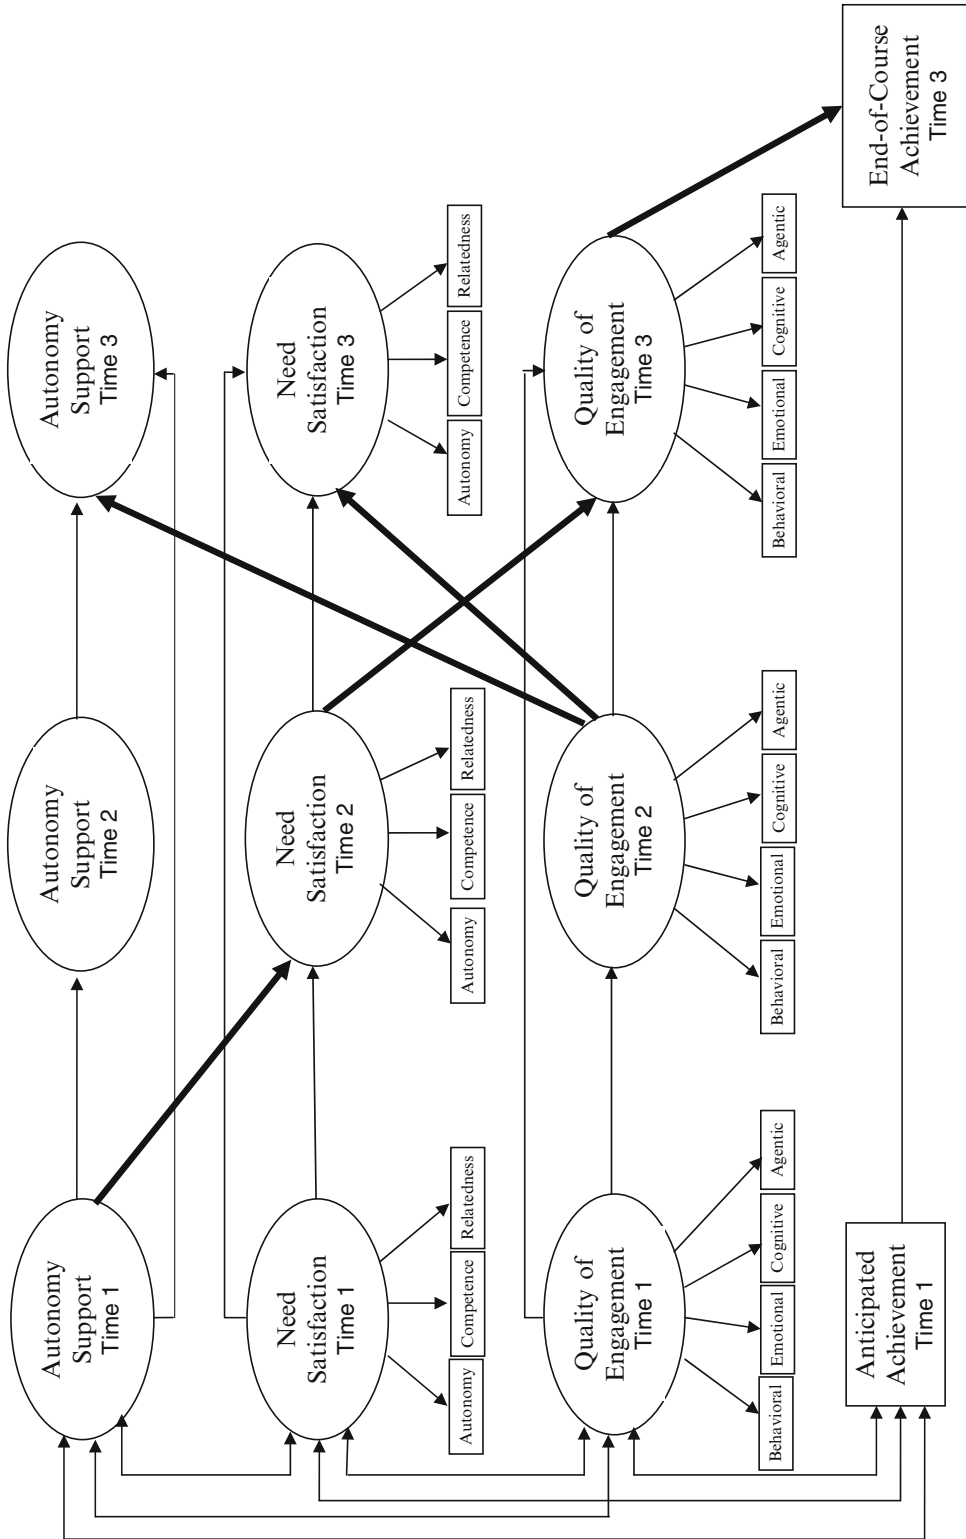 Autonomy
Support
Time 1
Autonomy
Support
Time 2
Autonomy
Support
Time 3
Need
Satisfaction
Time 1
Need
Satisfaction
Time 2
Need
Satisfaction
Time 3
Autonomy
Competence
Relatedness
Autonomy
Competence
Relatedness
Autonomy
Competence
Relatedness
Quality of
Engagement
Time 1
Quality of
Engagement
Time 2
Quality of
Engagement
Time 3
Behavioral
Emotional
Cognitive
Agentic
Behavioral
Emotional
Cognitive
Agentic
Behavioral
Emotional
Cognitive
Agentic
Anticipated
Achievement
Time 1
End-of-Course
Achievement
Time 3